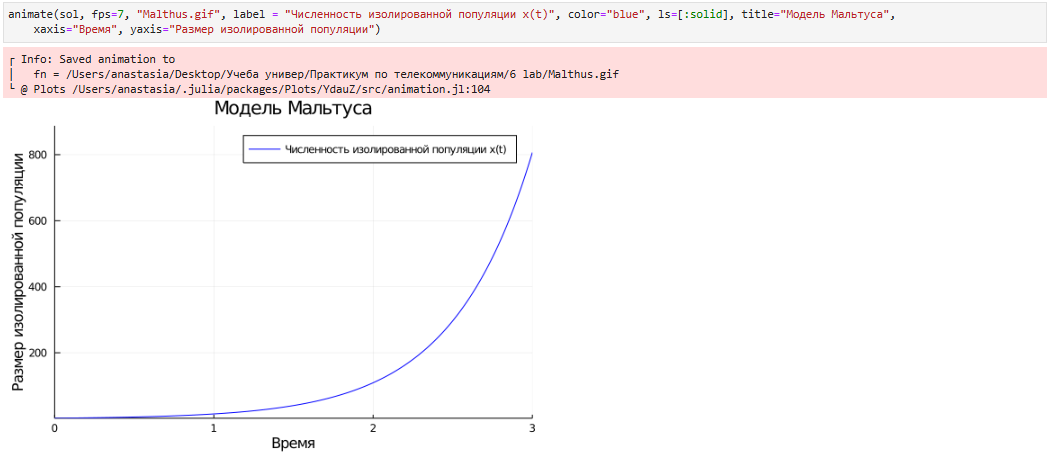 animate(sol, fps=7, "Malthus.gif", label = "Численность изолированной популяции x(t)", color="blue", ls=[:solid], title="Модель Мальтуса",
xaxis="Время", yaxis="Размер изолированной популяции")
┌ Info: Saved animation to
│ fn = /Users/anastasia/Desktop/Учеба универ/Практикум по телекоммуникациям/6 lab/Malthus.gif
└ @ Plots /Users/anastasia/.julia/packages/Plots/YdauZ/src/animation.jl:104
Модель Мальтуса
Численность изолированной популяции x(t)
Размер изолированной популяции
800
600
400
200
0
1
2
3
Время